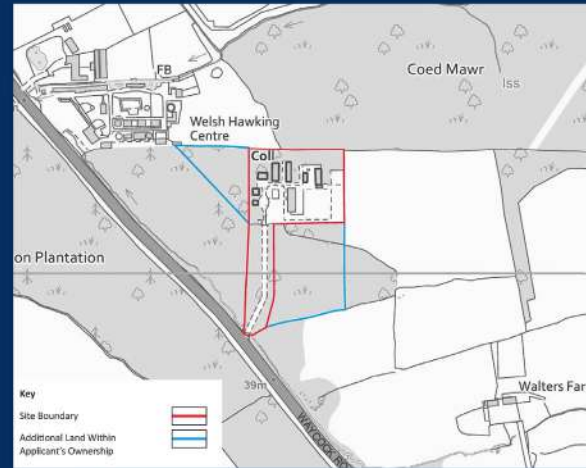 FB
Coed Mawr
Iss
Welsh Hawking
Centre
Coll
on Plantation
39m
Walters Far
WAYCOCK RO
Key
Site Boundary
Additional Land Within
Applicant's Ownership